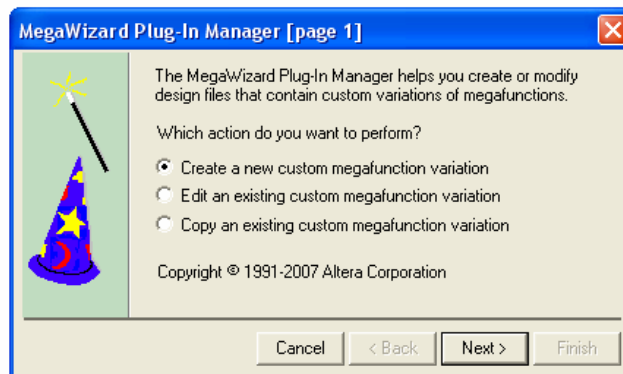 MegaWizard Plug-In Manager [page 1]
The MegaWizard Plug-In Manager helps you create or modify
design files that contain custom variations of megafunctions.
Which action do you want to perform?
Create a new custom megafunction variation
Edit an existing custom megafunction variation
Copy an existing custom megafunction variation
Copyright © 1991-2007 Altera Corporation
Cancel < Back Next > Finish